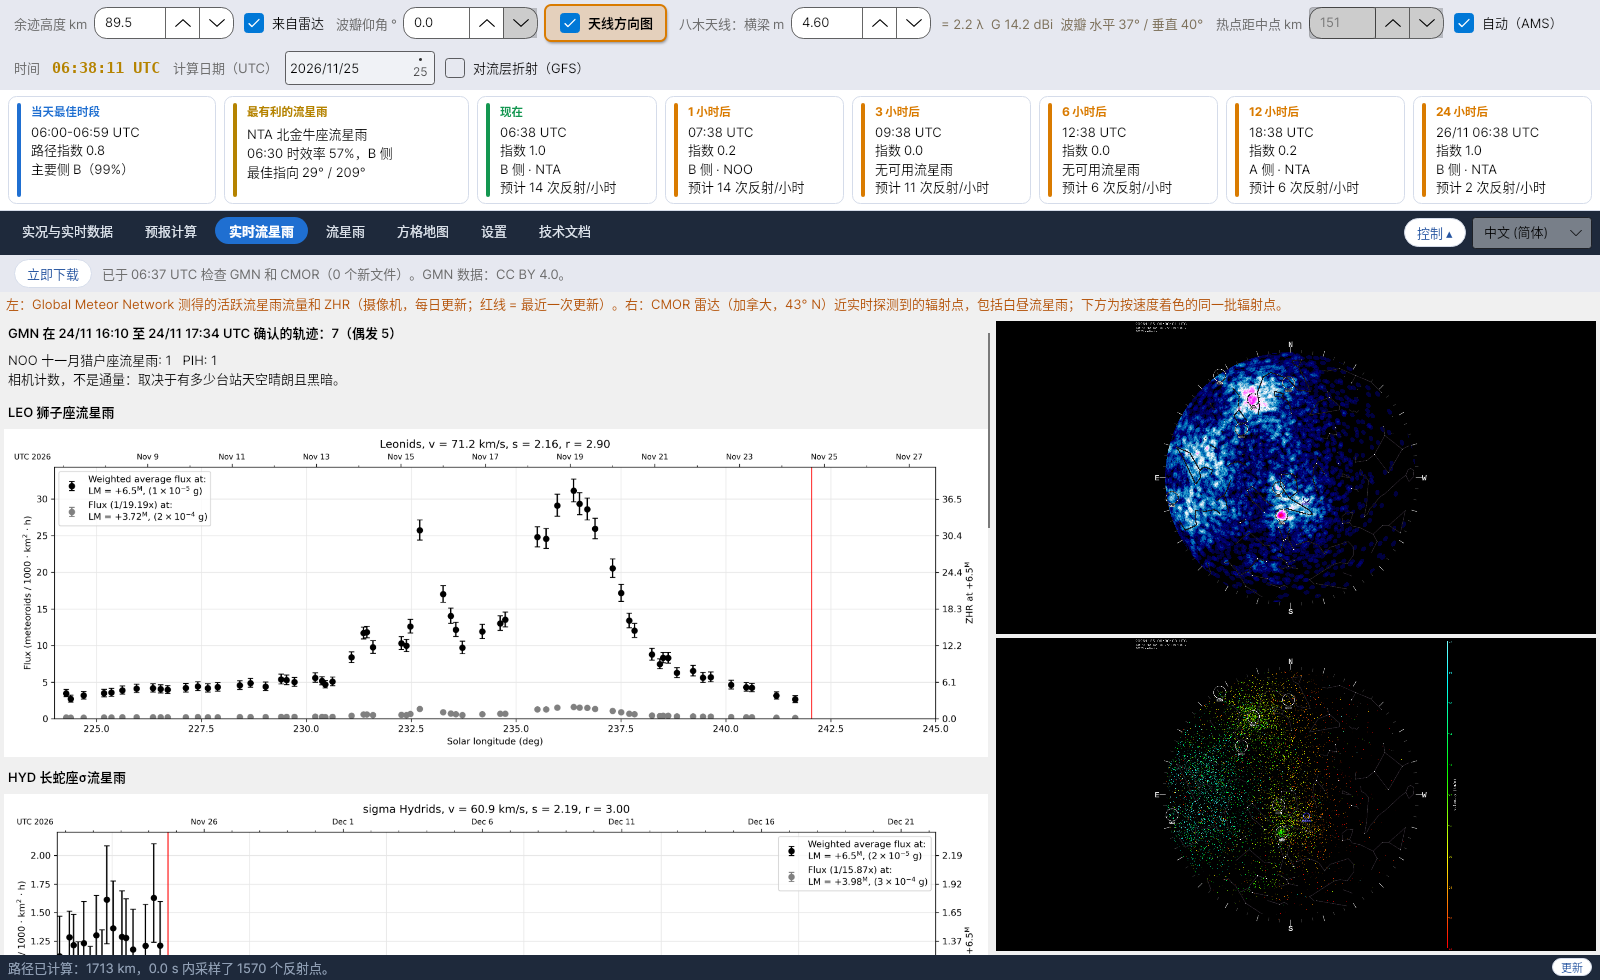 余迹高度 km 89.5 来自雷达 波瓣仰角 ° 0.0 天线方向图 八木天线：横梁 m 4.60 = 2.2 λ G 14.2 dBi 波瓣 水平 37° / 垂直 40° 热点距中点 km 151 自动（AMS）
时间 06:38:11 UTC 计算日期（UTC） 2026/11/25 25 对流层折射（GFS）
当天最佳时段
06:00-06:59 UTC
路径指数 0.8
主要侧 B（99%）
最有利的流星雨
NTA 北金牛座流星雨
06:30 时效率 57%，B 侧
最佳指向 29° / 209°
现在
06:38 UTC
指数 1.0
B 侧 · NTA
预计 14 次反射/小时
1 小时后
07:38 UTC
指数 0.2
B 侧 · NOO
预计 14 次反射/小时
3 小时后
09:38 UTC
指数 0.0
无可用流星雨
预计 11 次反射/小时
6 小时后
12:38 UTC
指数 0.0
无可用流星雨
预计 6 次反射/小时
12 小时后
18:38 UTC
指数 0.2
A 侧 · NTA
预计 6 次反射/小时
24 小时后
26/11 06:38 UTC
指数 1.0
B 侧 · NTA
预计 2 次反射/小时
实况与实时数据 预报计算 实时流星雨 流星雨 方格地图 设置 技术文档 控制 ▴ 中文 (简体)
立即下载 已于 06:37 UTC 检查 GMN 和 CMOR（0 个新文件）。GMN 数据：CC BY 4.0。
左：Global Meteor Network 测得的活跃流星雨流量和 ZHR（摄像机，每日更新；红线 = 最近一次更新）。右：CMOR 雷达（加拿大，43° N）近实时探测到的辐射点，包括白昼流星雨；下方为按速度着色的同一批辐射点。
GMN 在 24/11 16:10 至 24/11 17:34 UTC 确认的轨迹：7（偶发 5）
NOO 十一月猎户座流星雨: 1 PIH: 1
相机计数，不是通量：取决于有多少台站天空晴朗且黑暗。
LEO 狮子座流星雨
Leonids, v = 71.2 km/s, s = 2.16, r = 2.90
UTC 2026 Nov 9 Nov 11 Nov 13 Nov 15 Nov 17 Nov 19 Nov 21 Nov 23 Nov 25 Nov 27
Weighted average flux at:
LM = +6.5ᴹ, (1 × 10⁻⁵ g)
Flux (1/19.19x) at:
LM = +3.72ᴹ, (2 × 10⁻⁴ g)
Flux (meteoroids / 1000 · km² · h)
30 25 20 15 10 5 0
36.5 30.4 24.4 18.3 12.2 6.1 0.0
ZHR at +6.5ᴹ
225.0 227.5 230.0 232.5 235.0 237.5 240.0 242.5 245.0
Solar longitude (deg)
HYD 长蛇座σ流星雨
sigma Hydrids, v = 60.9 km/s, s = 2.19, r = 3.00
UTC 2026 Nov 26 Dec 1 Dec 6 Dec 11 Dec 16 Dec 21
Weighted average flux at:
LM = +6.5ᴹ, (2 × 10⁻⁵ g)
Flux (1/15.87x) at:
LM = +3.98ᴹ, (3 × 10⁻⁴ g)
/ 1000 · km² · h)
2.00 1.75 1.50 1.25
2.19 1.92 1.65 1.37
+6.5ᴹ
N
E W
S
N
E W
S
路径已计算：1713 km，0.0 s 内采样了 1570 个反射点。 更新